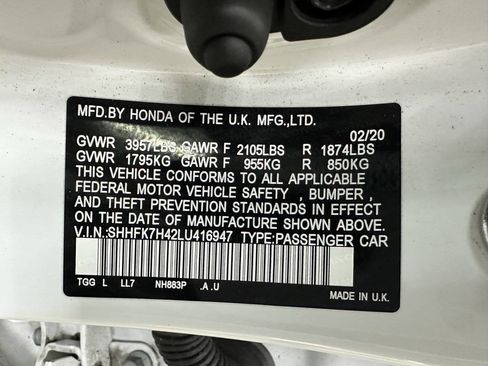 MFD.BY HONDA OF THE U.K. MFG.,LTD.
02/20
GVWR 3957LBS GAWR F 2105LBS R 1874LBS
GVWR 1795KG GAWR F 955KG R 850KG
THIS VEHICLE CONFORMS TO ALL APPLICABLE
FEDERAL MOTOR VEHICLE SAFETY , BUMPER ,
AND THEFT PREVENTION STANDARDS IN EFFECT
ON THE DATE OF MANUFACTURE SHOWN ABOVE.
V.I.N.:SHHFK7H42LU416947 TYPE:PASSENGER CAR
TGG L LL7 NH883P .A .U
MADE IN U.K.